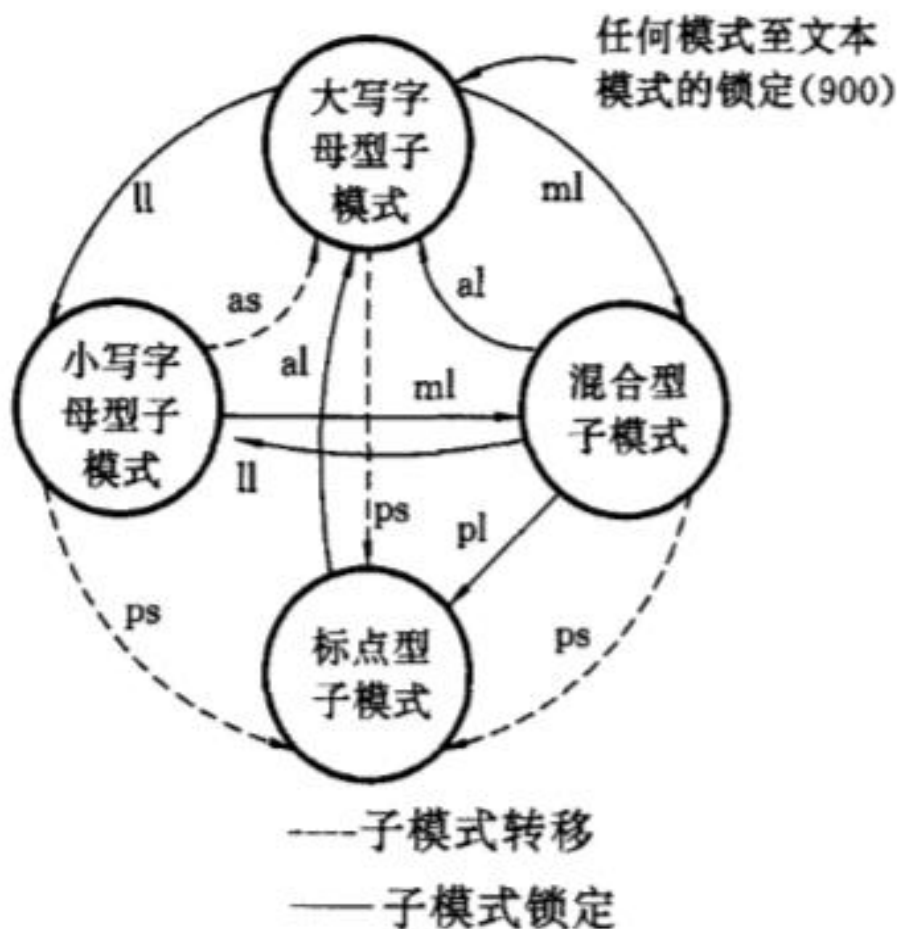 任何模式至文本
模式的锁定(900)
大写字
母型子
模式
ll
ml
as
al
al
小写字
母型子
模式
ml
混合型
子模式
ll
ps
pl
ps
ps
标点型
子模式
----子模式转移
——子模式锁定